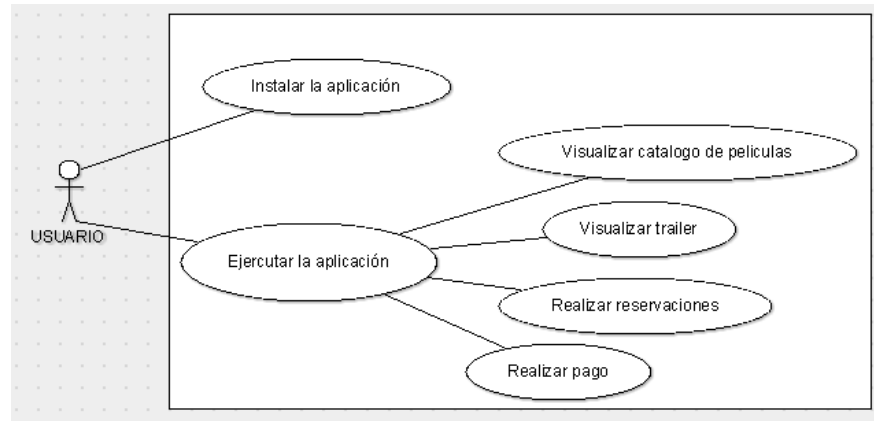 Instalar la aplicación
Visualizar catalogo de peliculas
Visualizar trailer
USUARIO
Ejercutar la aplicación
Realizar reservaciones
Realizar pago